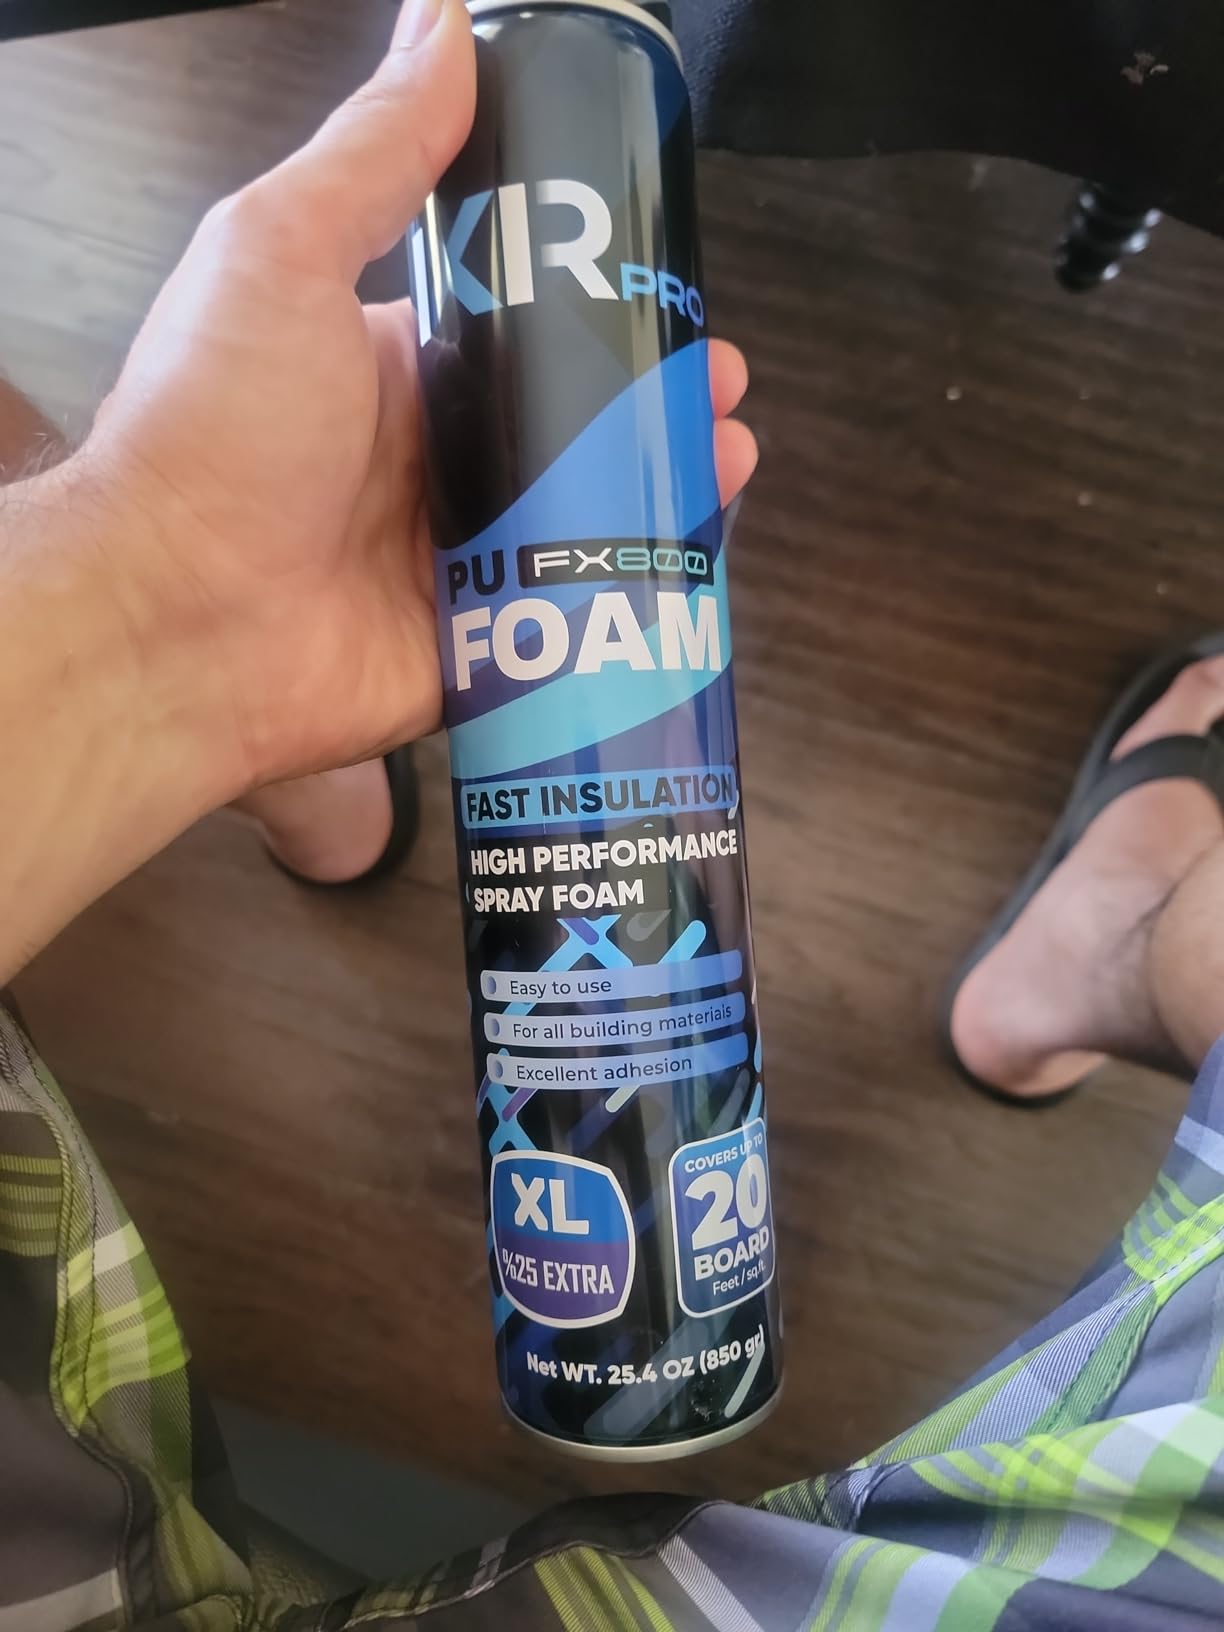 KR PRO
PU FX800
FOAM
FAST INSULATION
HIGH PERFORMANCE
SPRAY FOAM
Easy to use
For all building materials
Excellent adhesion
XL
%25 EXTRA
COVERS UP TO
20
BOARD
Feet / sq.ft.
Net WT. 25.4 OZ (850 gr)